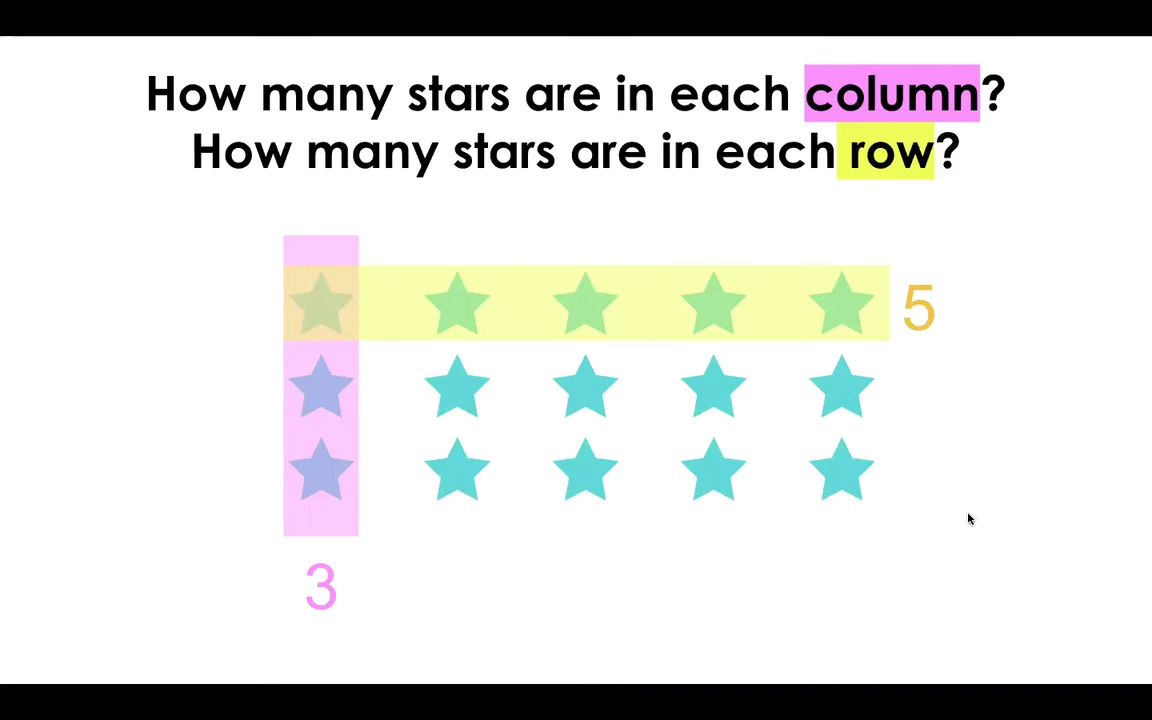 How many stars are in each column?
How many stars are in each row?
5
3